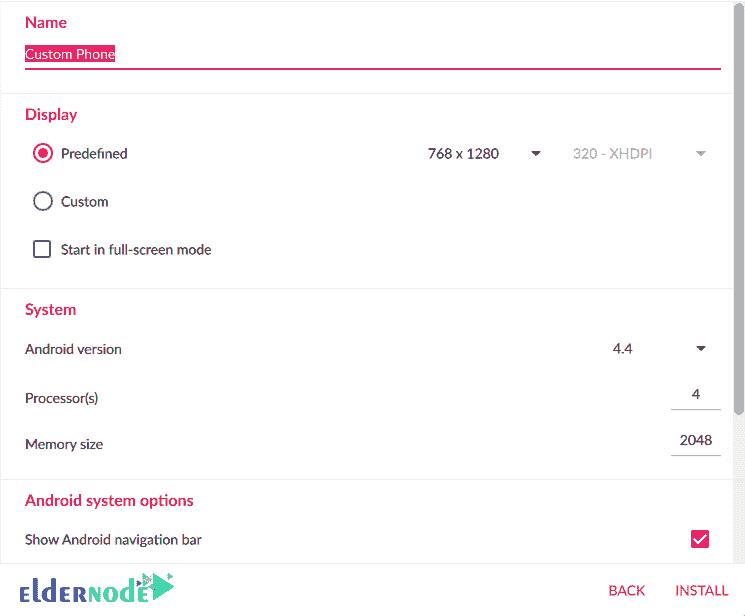 Name
Custom Phone
Display
Predefined 768 x 1280 320 - XHDPI
Custom
Start in full-screen mode
System
Android version 4.4
Processor(s) 4
Memory size 2048
Android system options
Show Android navigation bar
ELDERNODE BACK INSTALL